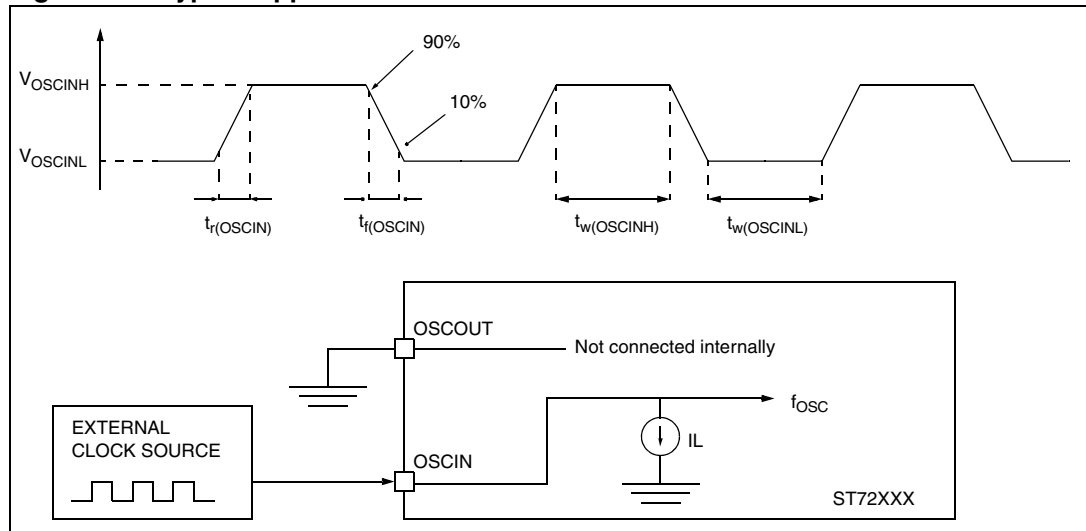 90%
V_OSCINH
10%
V_OSCINL
t_r(OSCIN) t_f(OSCIN) t_w(OSCINH) t_w(OSCINL)
OSCOUT
Not connected internally
f_OSC
EXTERNAL
CLOCK SOURCE
IL
OSCIN
ST72XXX